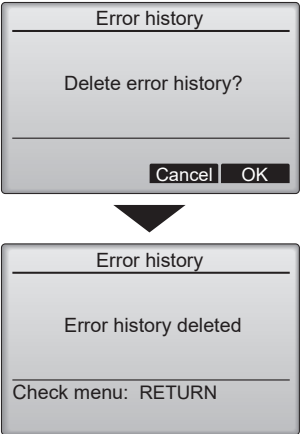 Error history
Delete error history?
Cancel OK
Error history
Error history deleted
Check menu: RETURN